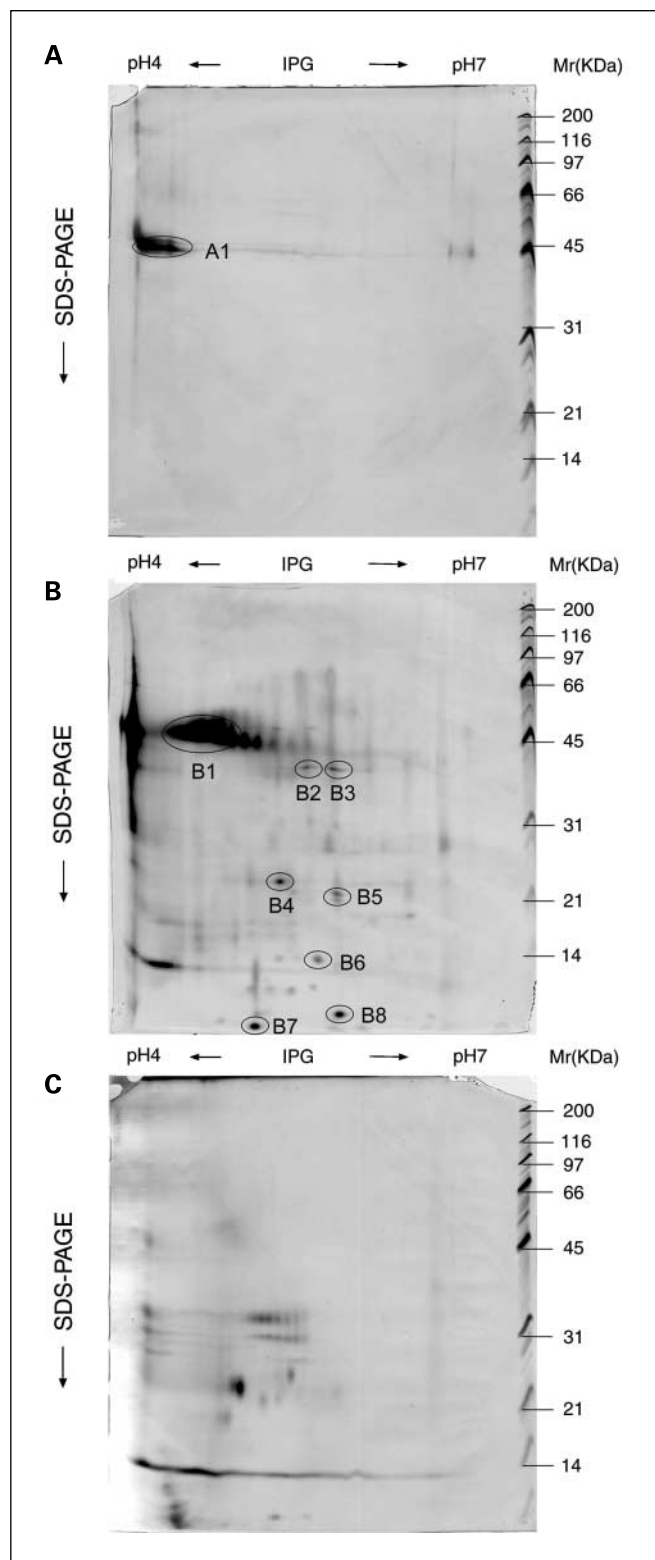 A
pH4 ← IPG → pH7 Mr(KDa)
200
116
97
66
45
31
21
14
A1
SDS-PAGE
B
pH4 ← IPG → pH7 Mr(KDa)
200
116
97
66
45
31
21
14
B1
B2
B3
B4
B5
B6
B7
B8
SDS-PAGE
C
pH4 ← IPG → pH7 Mr(KDa)
200
116
97
66
45
31
21
14
SDS-PAGE